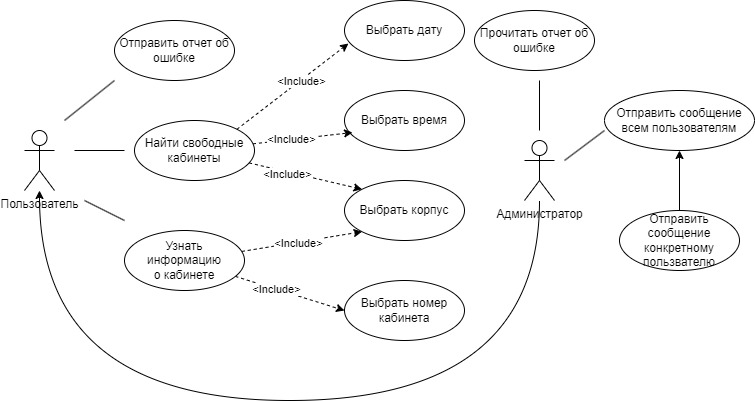 Отправить отчет об
ошибке
Выбрать дату
Прочитать отчет об
ошибке
<Include>
Найти свободные
кабинеты
<Include>
Выбрать время
<Include>
Отправить сообщение
всем пользователям
Пользователь
Выбрать корпус
Администратор
Узнать
информацию
о кабинете
<Include>
<Include>
Отправить
сообщение
конкретному
пользвателю
Выбрать номер
кабинета